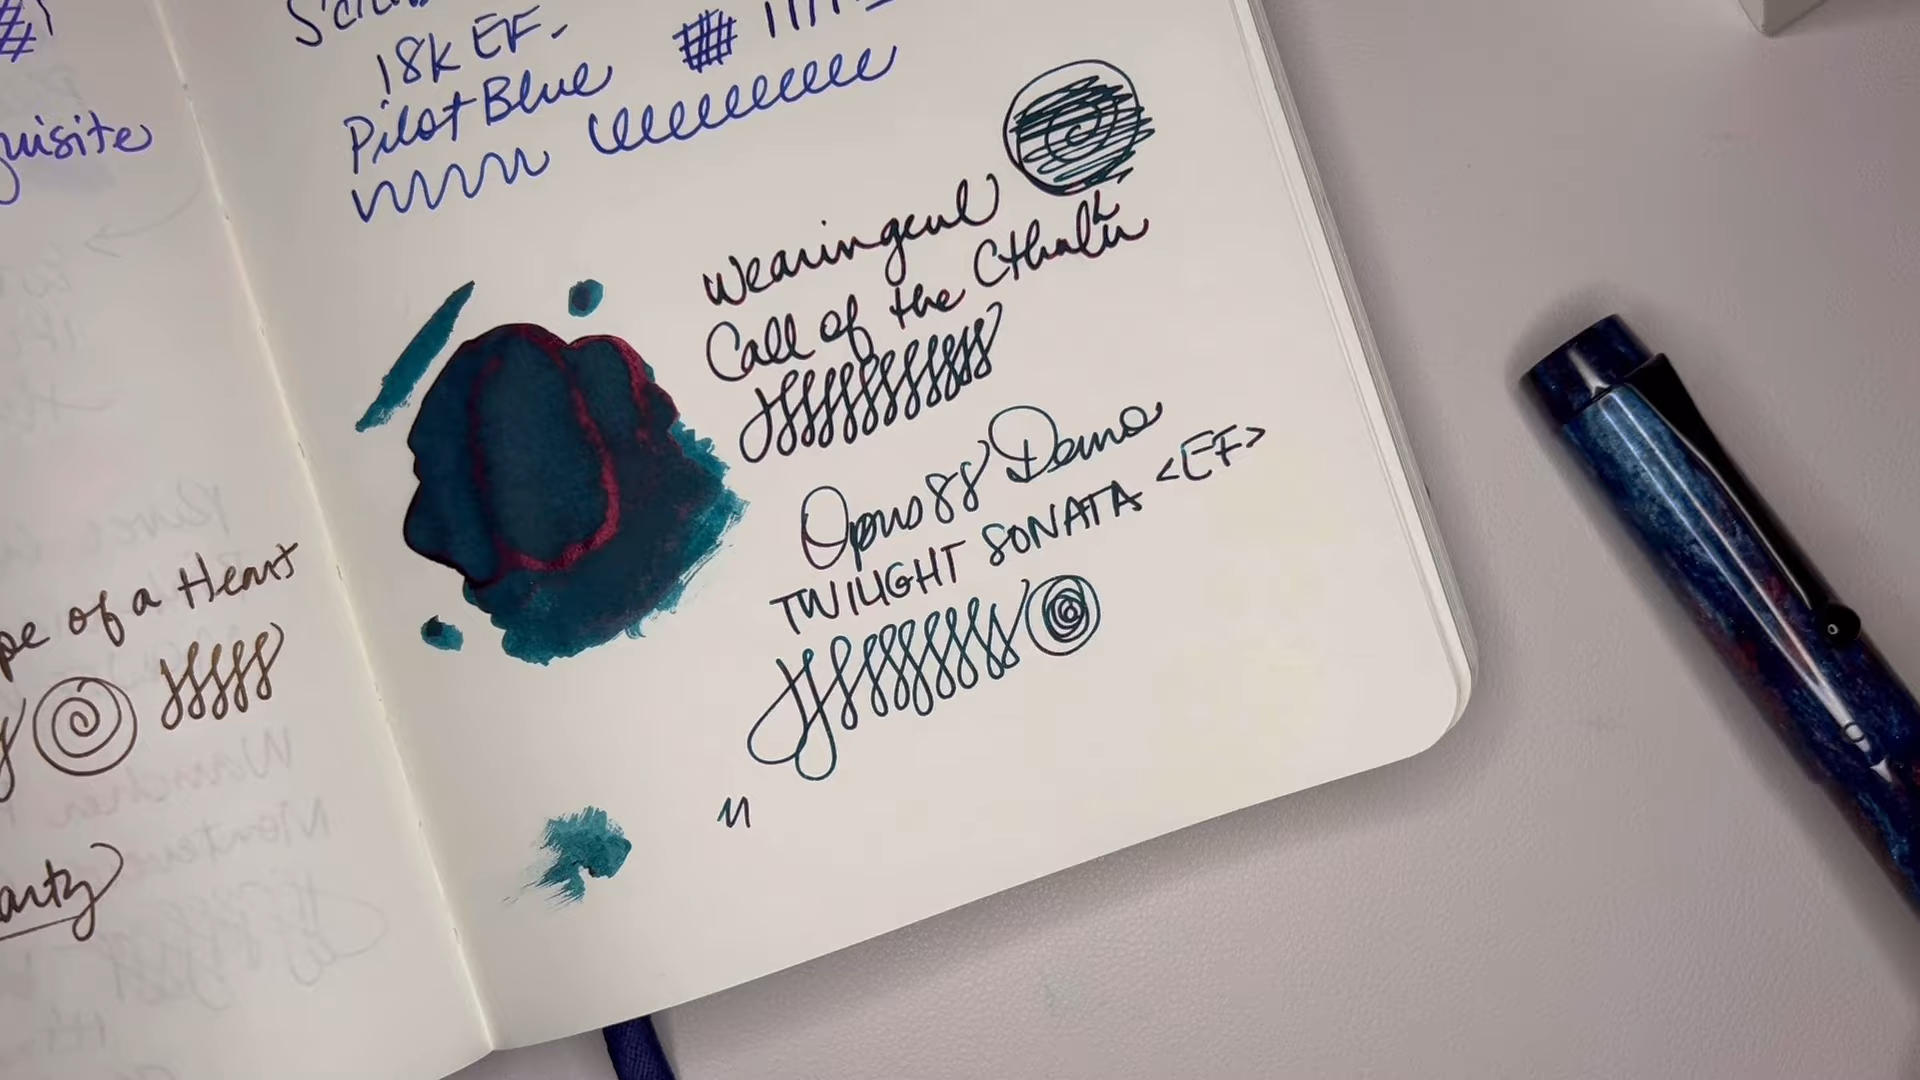 uisite
pe of a Heart
arty
18K EF-
Pilot Blue
Wearingeul
Call of the Cthulhu
Opus 88 Demo
TWILIGHT SONATA <EF>